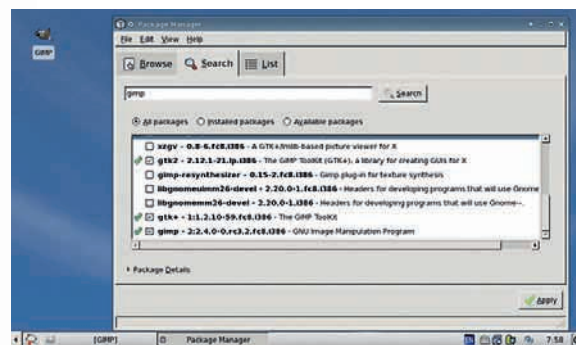 GIMP
Package Manager
File Edit View Help
Browse Search List
gimp Search
All packages Installed packages Available packages
xzgv - 0.8-6.fc8.i386 - A GTK+/Imlib-based picture viewer for X
gtk2 - 2.12.1-21.lp.i386 - The GIMP ToolKit (GTK+), a library for creating GUIs for X
gimp-resynthesizer - 0.15-2.fc8.i386 - Gimp plug-in for texture synthesis
libgnomeuimm26-devel - 2.20.0-1.fc8.i386 - Headers for developing programs that will use Gnome
libgnomemm26-devel - 2.20.0-1.i386 - Headers for developing programs that will use Gnome--.
gtk+ - 1:1.2.10-59.fc8.i386 - The GIMP ToolKit
gimp - 2:2.4.0-0.rc3.2.fc8.i386 - GNU Image Manipulation Program
Package Details
Apply
[GIMP] Package Manager 7:58